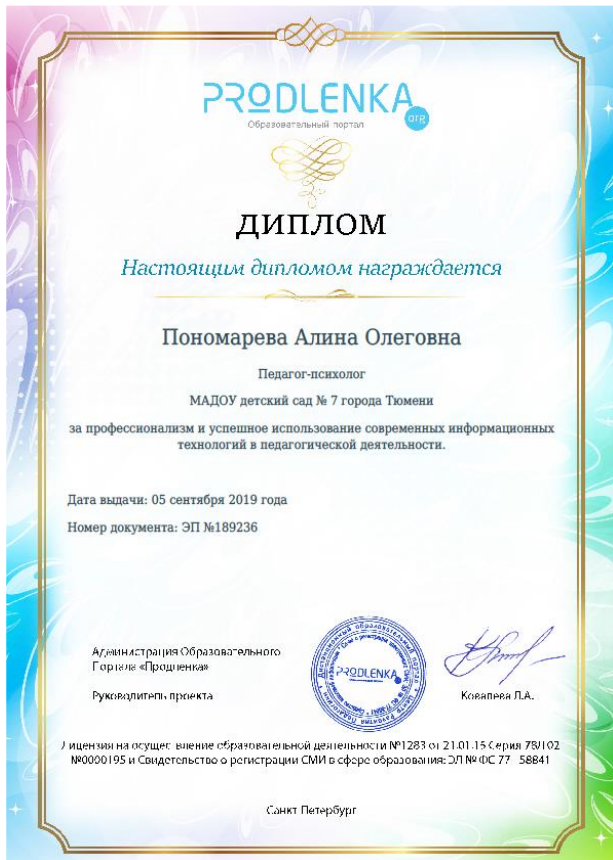 PRODLENKA
.org
Образовательный портал
ДИПЛОМ
Настоящим дипломом награждается
Пономарева Алина Олеговна
Педагог-психолог
МАДОУ детский сад № 7 города Тюмени
за профессионализм и успешное использование современных информационных
технологий в педагогической деятельности.
Дата выдачи: 05 сентября 2019 года
Номер документа: ЭП №189236
Администрация Образовательного
Портала «Продленка»
Руководитель проекта
PRODLENKA
Ковалева Л.А.
Лицензия на осуществление образовательной деятельности №1283 от 21.01.15 Серия 78Л02
№0000195 и Свидетельство о регистрации СМИ в сфере образования: ЭЛ № ФС 77 - 58841
Санкт Петербург